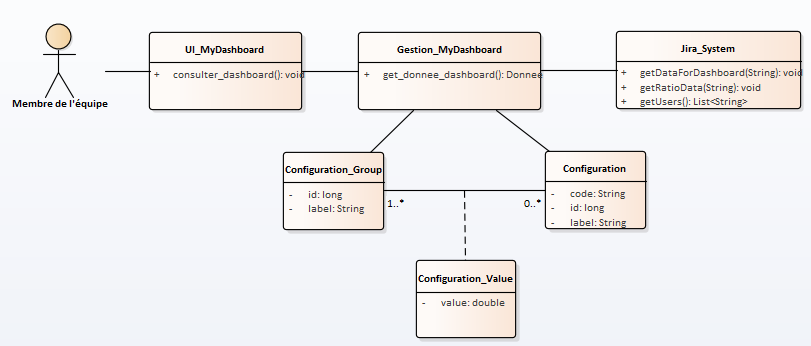 Membre de l'équipe
UI_MyDashboard
+ consulter_dashboard(): void
Gestion_MyDashboard
+ get_donnee_dashboard(): Donnee
Jira_System
+ getDataForDashboard(String): void
+ getRatioData(String): void
+ getUsers(): List<String>
Configuration_Group
- id: long
- label: String
1..*
0..*
Configuration
- code: String
- id: long
- label: String
Configuration_Value
- value: double